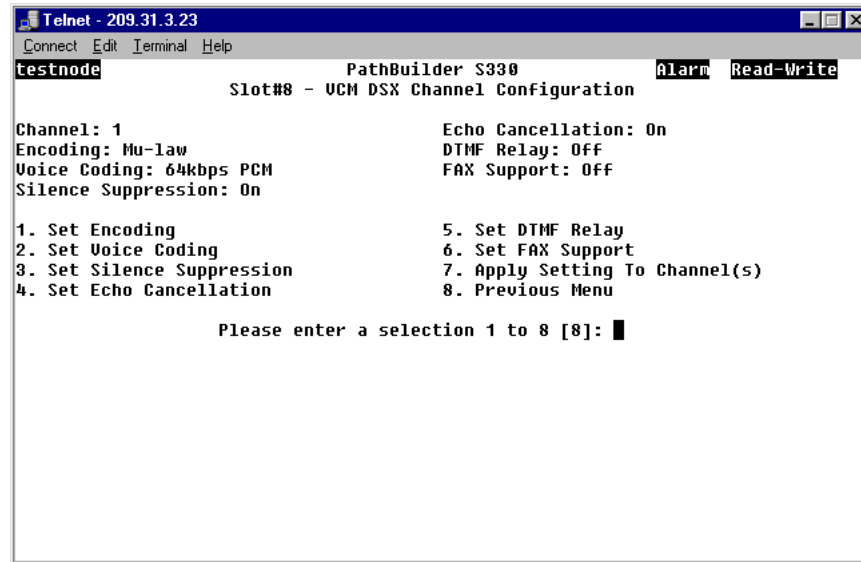 Telnet - 209.31.3.23
Connect Edit Terminal Help
testnode PathBuilder S330 Alarm Read-Write
Slot#8 - VCM DSX Channel Configuration
Channel: 1 Echo Cancellation: On
Encoding: Mu-law DTMF Relay: Off
Voice Coding: 64kbps PCM FAX Support: Off
Silence Suppression: On
1. Set Encoding 5. Set DTMF Relay
2. Set Voice Coding 6. Set FAX Support
3. Set Silence Suppression 7. Apply Setting To Channel(s)
4. Set Echo Cancellation 8. Previous Menu
Please enter a selection 1 to 8 [8]: